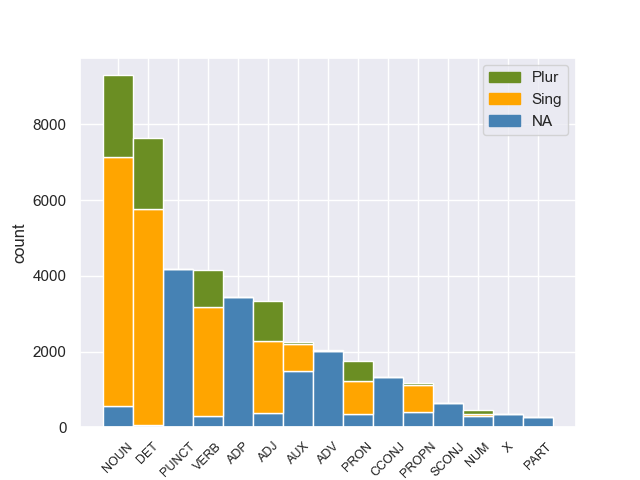 Plur
Sing
NA
count
8000
6000
4000
2000
0
NOUN
DET
PUNCT
VERB
ADP
ADJ
AUX
ADV
PRON
CCONJ
PROPN
SCONJ
NUM
X
PART